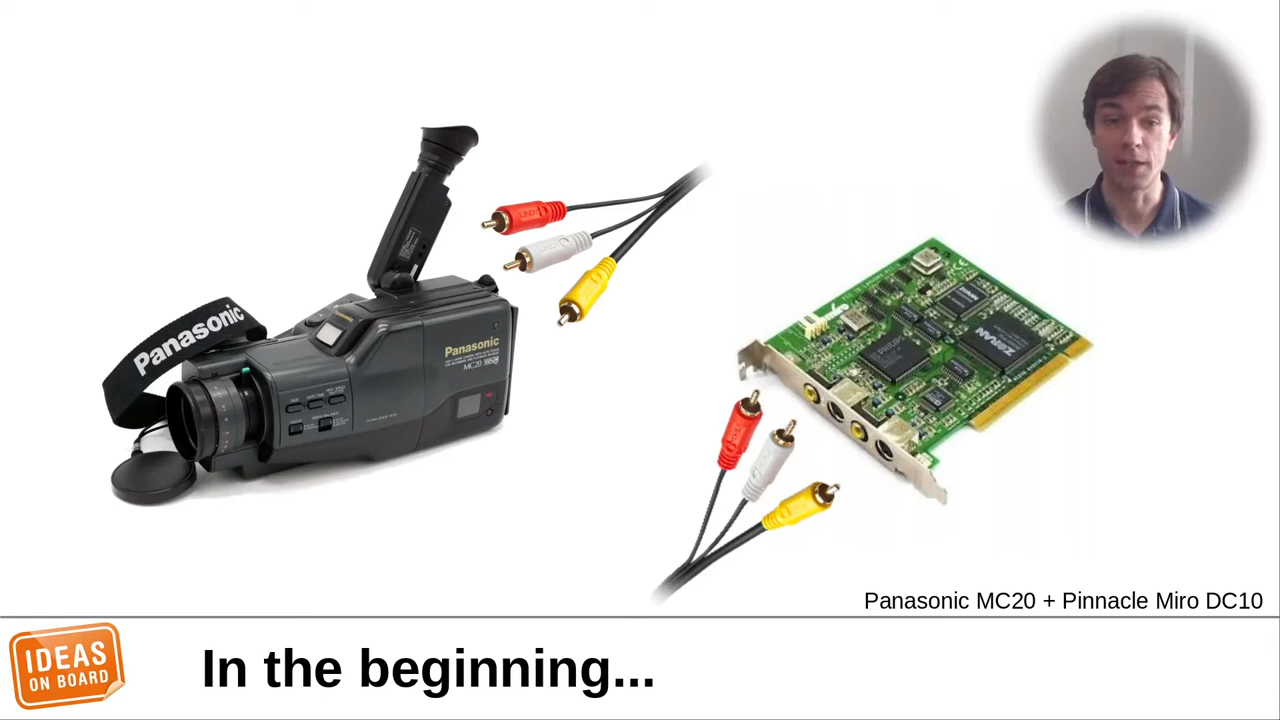 Panasonic
Panasonic
MC20
ZORAN
Panasonic MC20 + Pinnacle Miro DC10
IDEAS
ON BOARD
In the beginning...